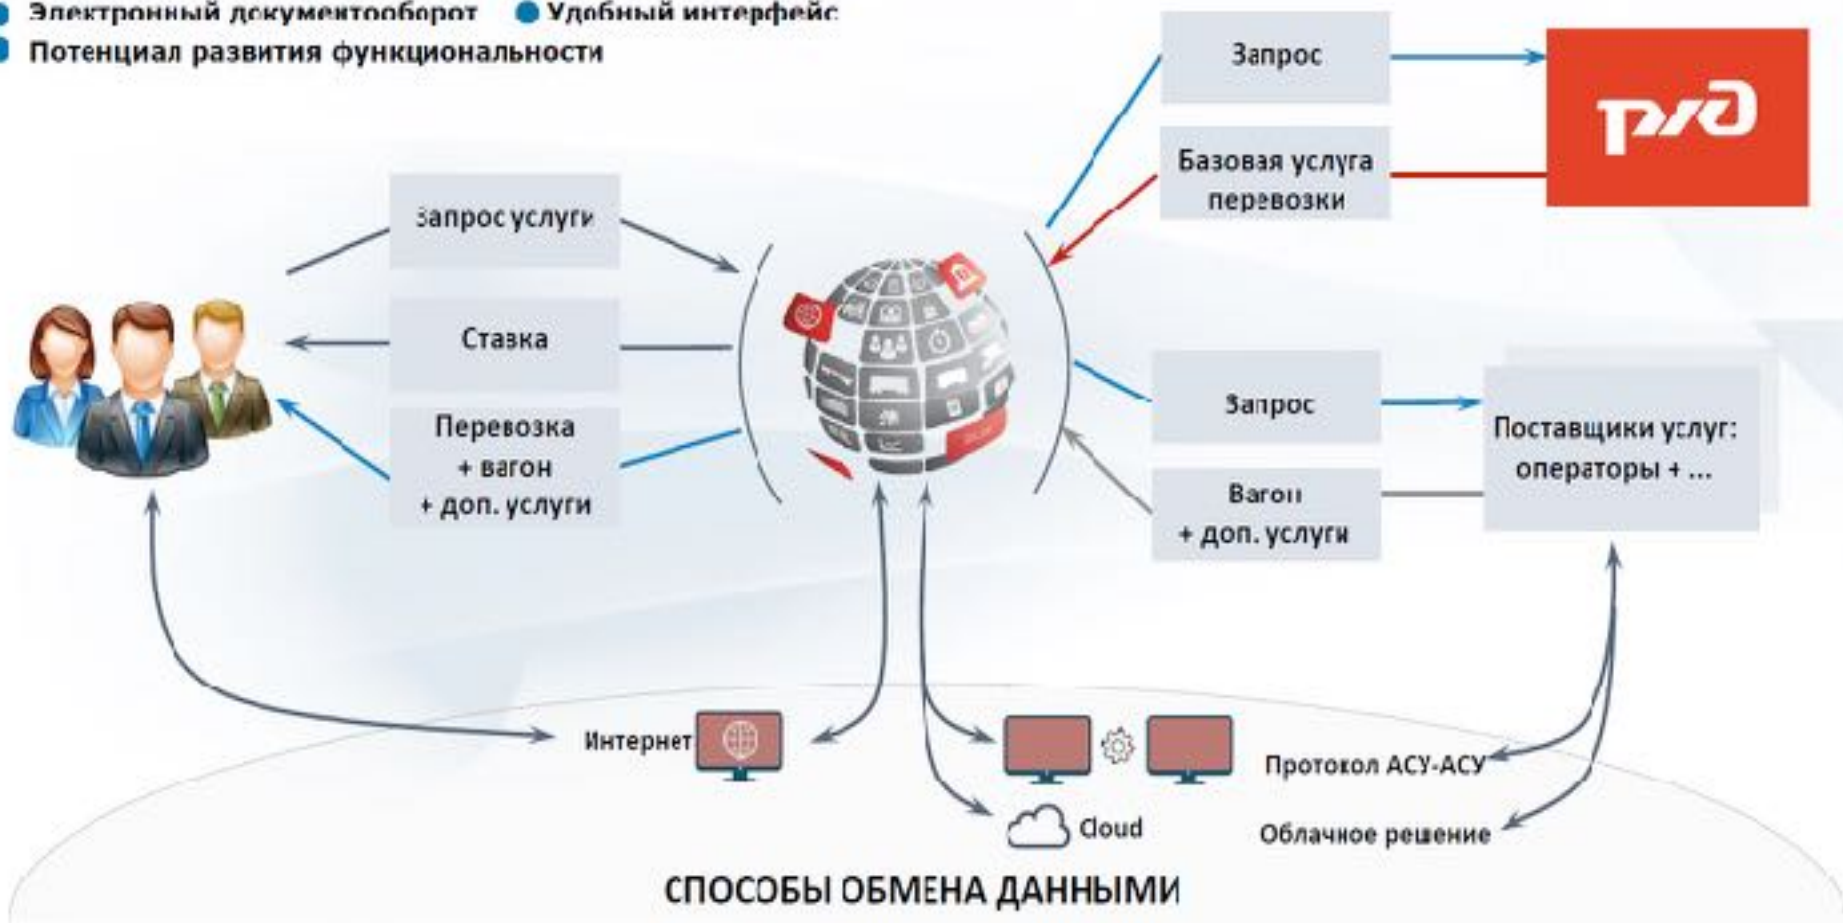 Электронный документооборот
Удобный интерфейс
Потенциал развития функциональности
Запрос услуги
Ставка
Перевозка
+ вагон
+ доп. услуги
Запрос
Базовая услуга
перевозки
РЖД
Запрос
Вагон
+ доп. услуги
Поставщики услуг:
операторы + ...
Интернет
Протокол АСУ-АСУ
Cloud
Облачное решение
СПОСОБЫ ОБМЕНА ДАННЫМИ